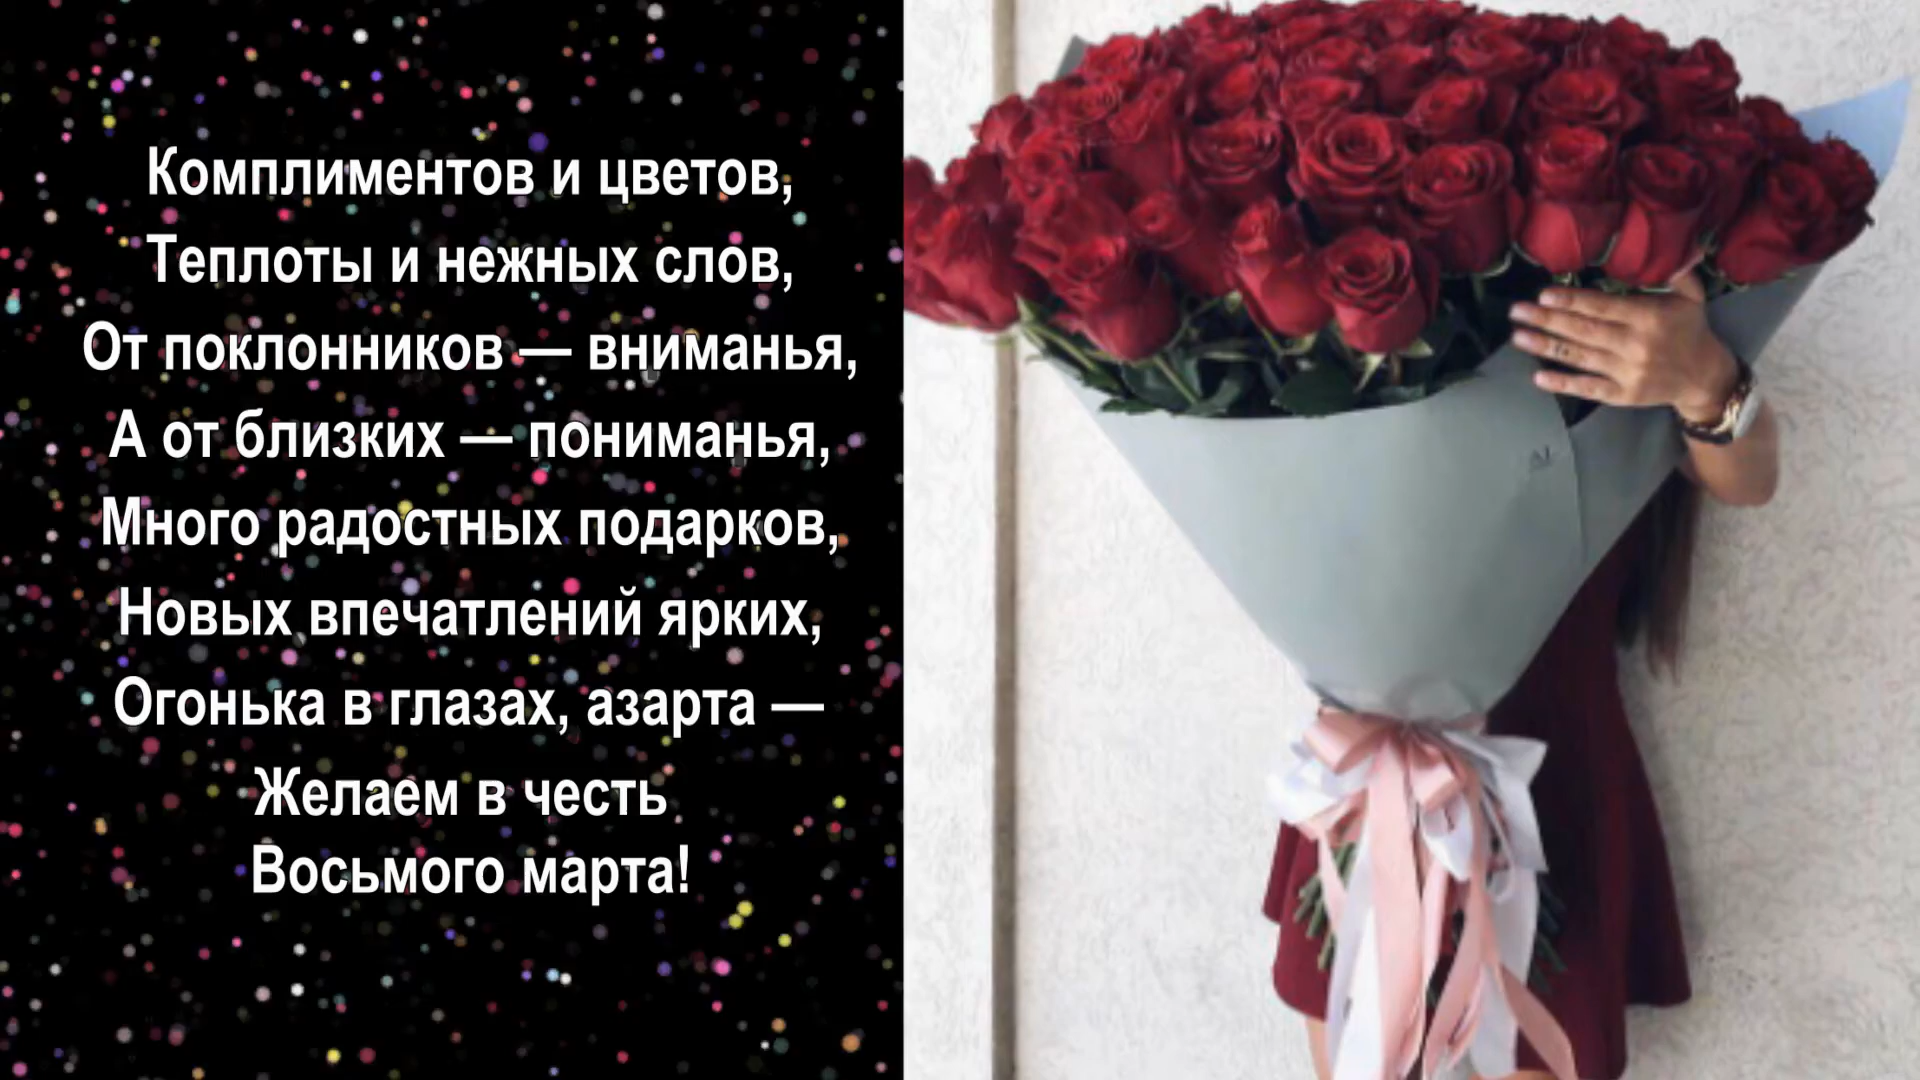 Комплиментов и цветов,
Теплоты и нежных слов,
От поклонников — вниманья,
А от близких — пониманья,
Много радостных подарков,
Новых впечатлений ярких,
Огонька в глазах, азарта —
Желаем в честь
Восьмого марта!